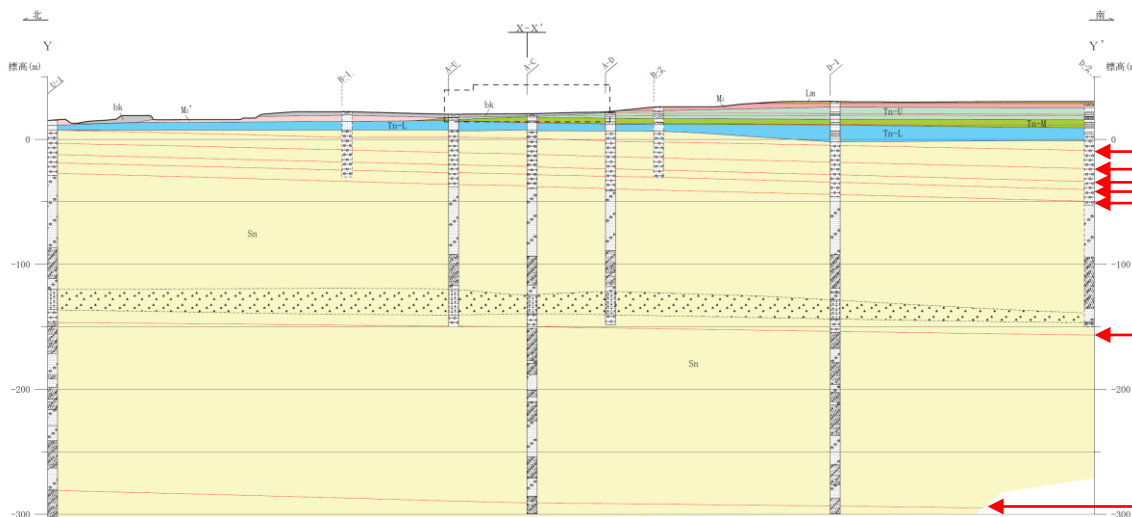 北
X-X'
南
Y
Y'
標高(m)
標高(m
U-1
B-1
A-U
A-C
A-D
B-2
D-1
D-2
bk
M₁'
bk
M₁
Lm
Tn-U
Tn-M
Tn-L
Tn-L
0
0
Sn
-100
-100
Sn
-200
-200
-300
-300